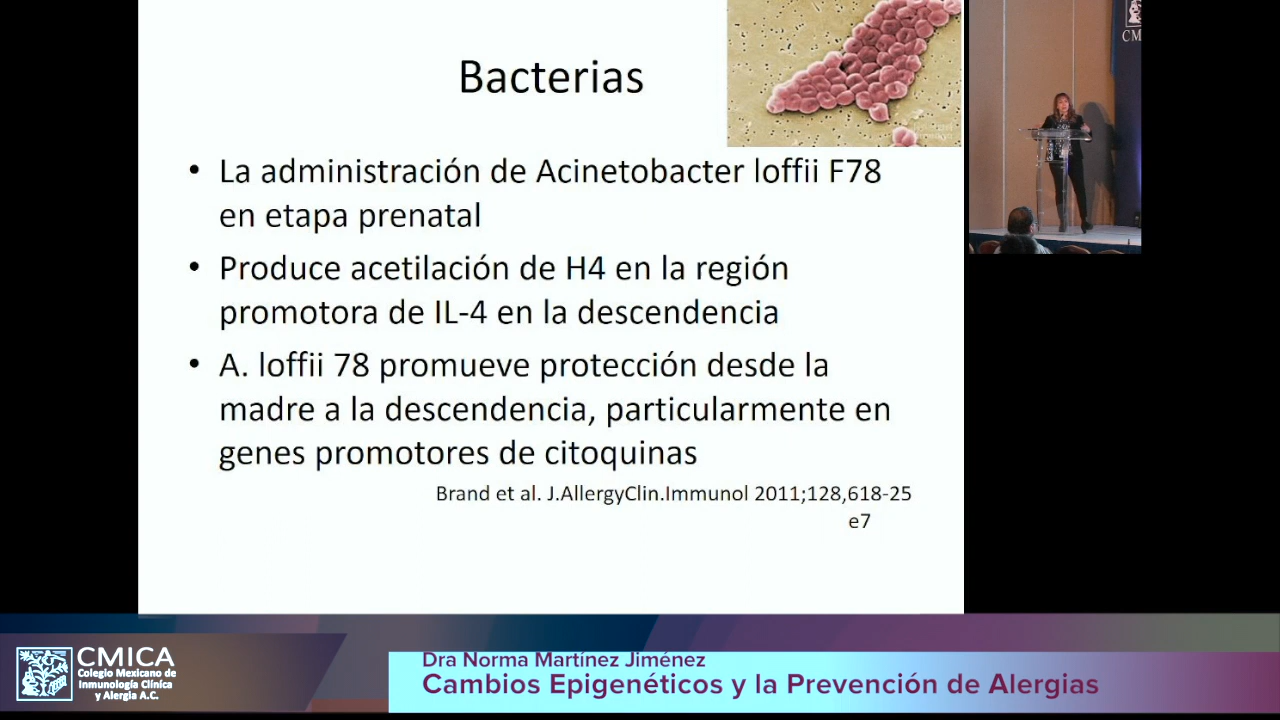 Bacterias
• La administración de Acinetobacter loffii F78
en etapa prenatal
• Produce acetilación de H4 en la región
promotora de IL-4 en la descendencia
• A. loffii 78 promueve protección desde la
madre a la descendencia, particularmente en
genes promotores de citoquinas
Brand et al. J.AllergyClin.Immunol 2011;128,618-25
e7
CM
CMICA
Colegio Mexicano de
Inmunología Clínica
y Alergia A.C.
Dra Norma Martínez Jiménez
Cambios Epigenéticos y la Prevención de Alergias